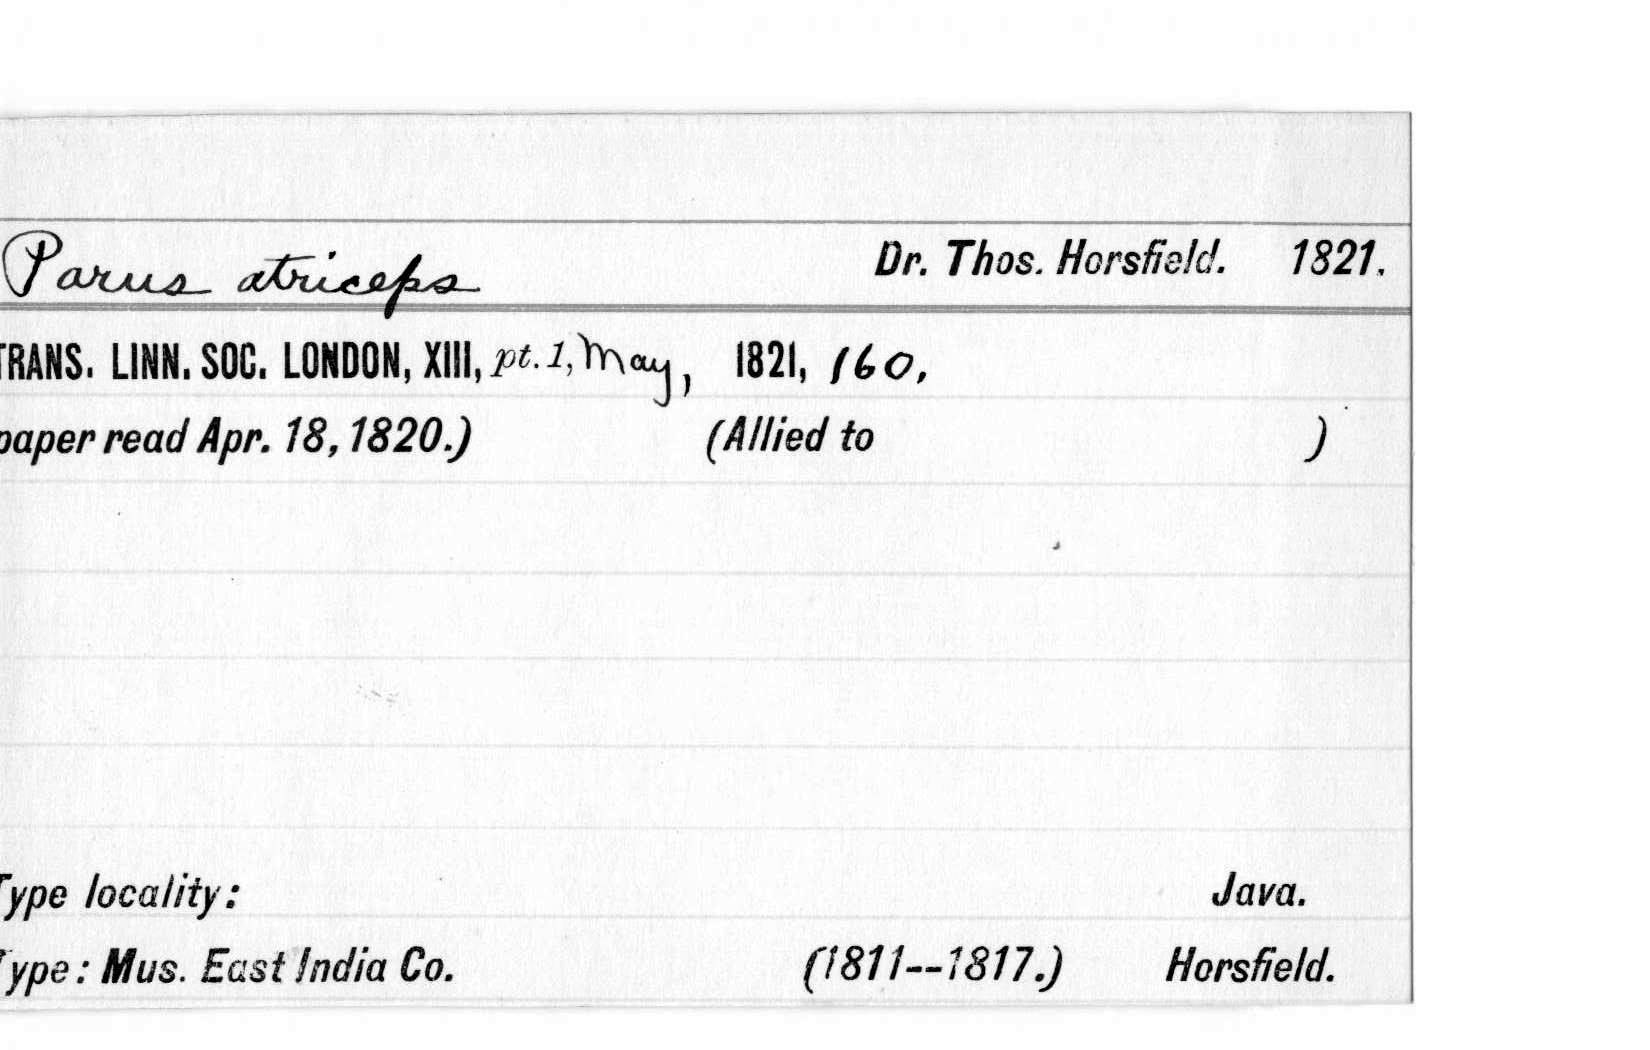 Parus atriceps Dr. Thos. Horsfield. 1821.
TRANS. LINN. SOC. LONDON, XIII, pt. 1, May, 1821, 160.
paper read Apr. 18, 1820.) (Allied to )
Type locality: Java.
Type: Mus. East India Co. (1811--1817.) Horsfield.